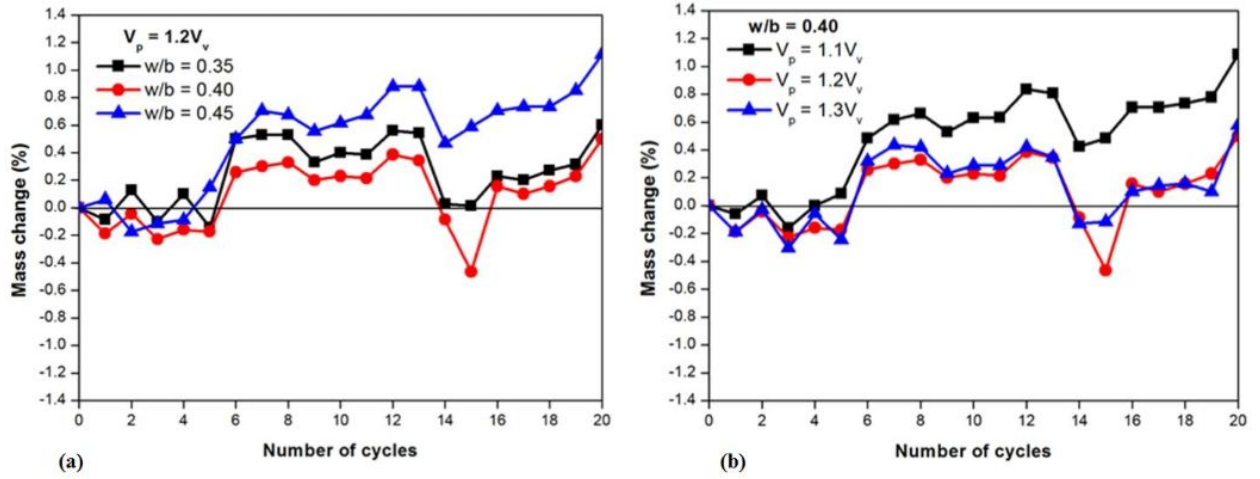 1.4
1.2
1.0
0.8
0.6
0.4
0.2
0.0
-0.2
-0.4
-0.6
-0.8
-1.0
-1.2
-1.4
Mass change (%)
Vp = 1.2Vv
w/b = 0.35
w/b = 0.40
w/b = 0.45
0 2 4 6 8 10 12 14 16 18 20
Number of cycles
(a)
1.4
1.2
1.0
0.8
0.6
0.4
0.2
0.0
-0.2
-0.4
-0.6
-0.8
-1.0
-1.2
-1.4
Mass change (%)
w/b = 0.40
Vp = 1.1Vv
Vp = 1.2Vv
Vp = 1.3Vv
0 2 4 6 8 10 12 14 16 18 20
Number of cycles
(b)